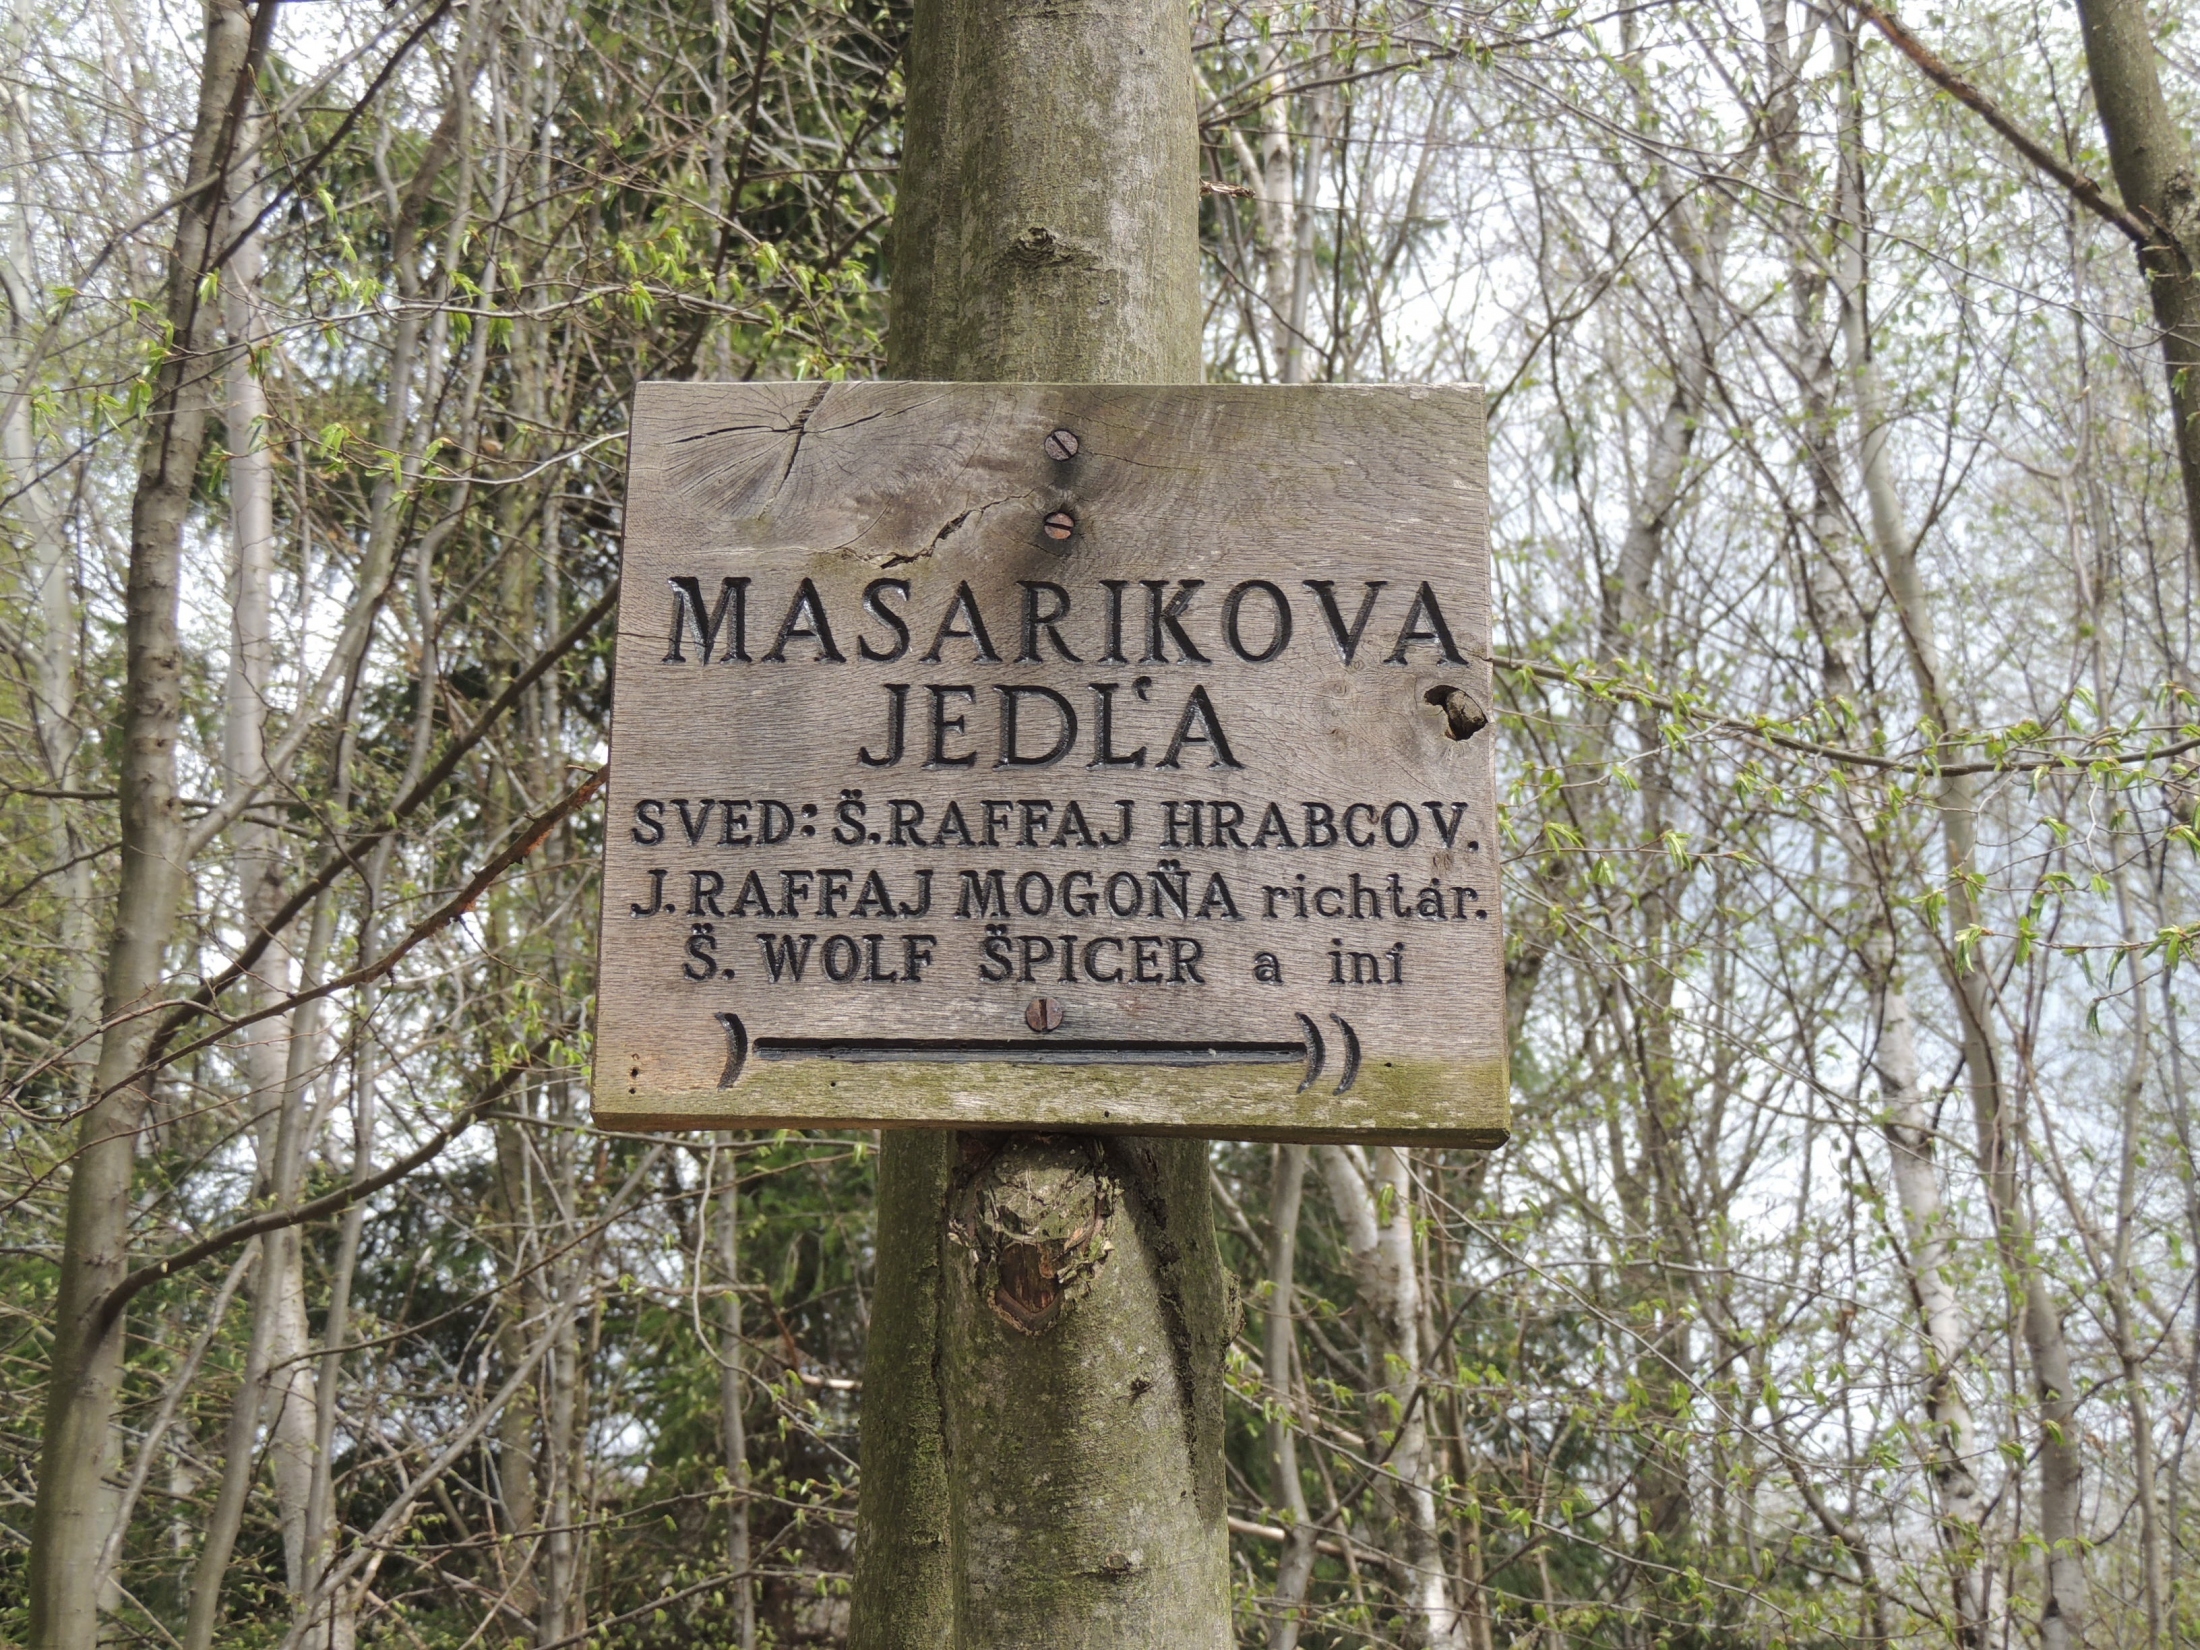 MASARIKOVA
JEDĽA
SVED: Š.RAFFAJ HRABCOV.
J.RAFFAJ MOGOŇA richtár.
Š. WOLF ŠPICER a iní